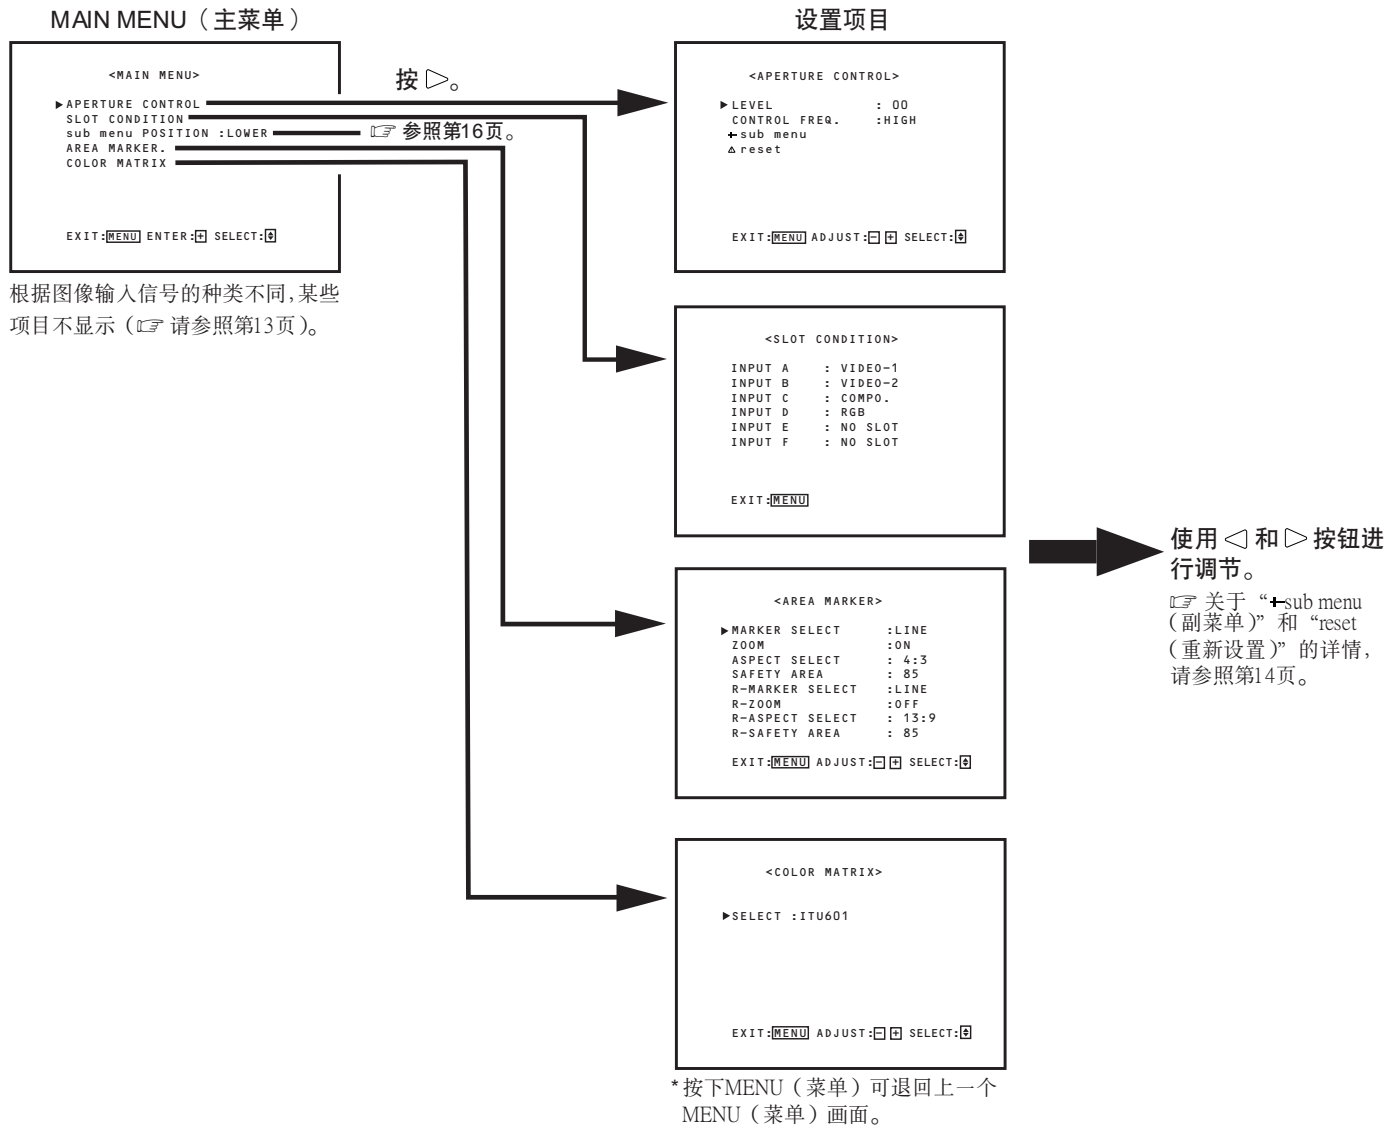 MAIN MENU（主菜单）
<MAIN MENU>
▶APERTURE CONTROL
SLOT CONDITION
sub menu POSITION :LOWER
AREA MARKER.
COLOR MATRIX
EXIT:MENU ENTER:+ SELECT:
根据图像输入信号的种类不同,某些
项目不显示（☞ 请参照第13页）。
按 ▷。
☞ 参照第16页。
设置项目
<APERTURE CONTROL>
▶LEVEL : 00
CONTROL FREQ. :HIGH
+sub menu
△reset
EXIT:MENU ADJUST:- + SELECT:
<SLOT CONDITION>
INPUT A : VIDEO-1
INPUT B : VIDEO-2
INPUT C : COMPO.
INPUT D : RGB
INPUT E : NO SLOT
INPUT F : NO SLOT
EXIT:MENU
<AREA MARKER>
▶MARKER SELECT :LINE
ZOOM :ON
ASPECT SELECT : 4:3
SAFETY AREA : 85
R-MARKER SELECT :LINE
R-ZOOM :OFF
R-ASPECT SELECT : 13:9
R-SAFETY AREA : 85
EXIT:MENU ADJUST:- + SELECT:
<COLOR MATRIX>
▶SELECT :ITU601
EXIT:MENU ADJUST:- + SELECT:
*按下MENU（菜单）可退回上一个
MENU（菜单）画面。
使用 ◁ 和 ▷ 按钮进
行调节。
☞ 关于“+sub menu
（副菜单）”和“reset
（重新设置）”的详情,
请参照第14页。